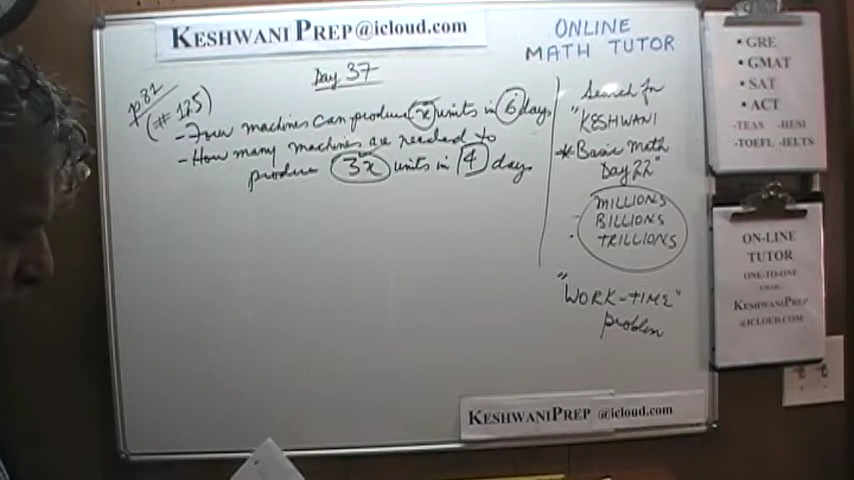 KESHWANIPREP@icloud.com
ONLINE
MATH TUTOR
Day 37
p82
(# 125)
- Four machines can produce x units in 6 days
- How many machines are needed to
produce 3x units in 4 days
Search for
"KESHWANI
* Basic Math
Day 22"
MILLIONS
BILLIONS
TRILLIONS
"WORK-TIME"
problem
• GRE
• GMAT
• SAT
• ACT
-TEAS -HESI
-TOEFL -IELTS
ON-LINE
TUTOR
ONE-TO-ONE
EMAIL:
KESHWANIPREP
@ICLOUD.COM
KESHWANIPREP @icloud.com